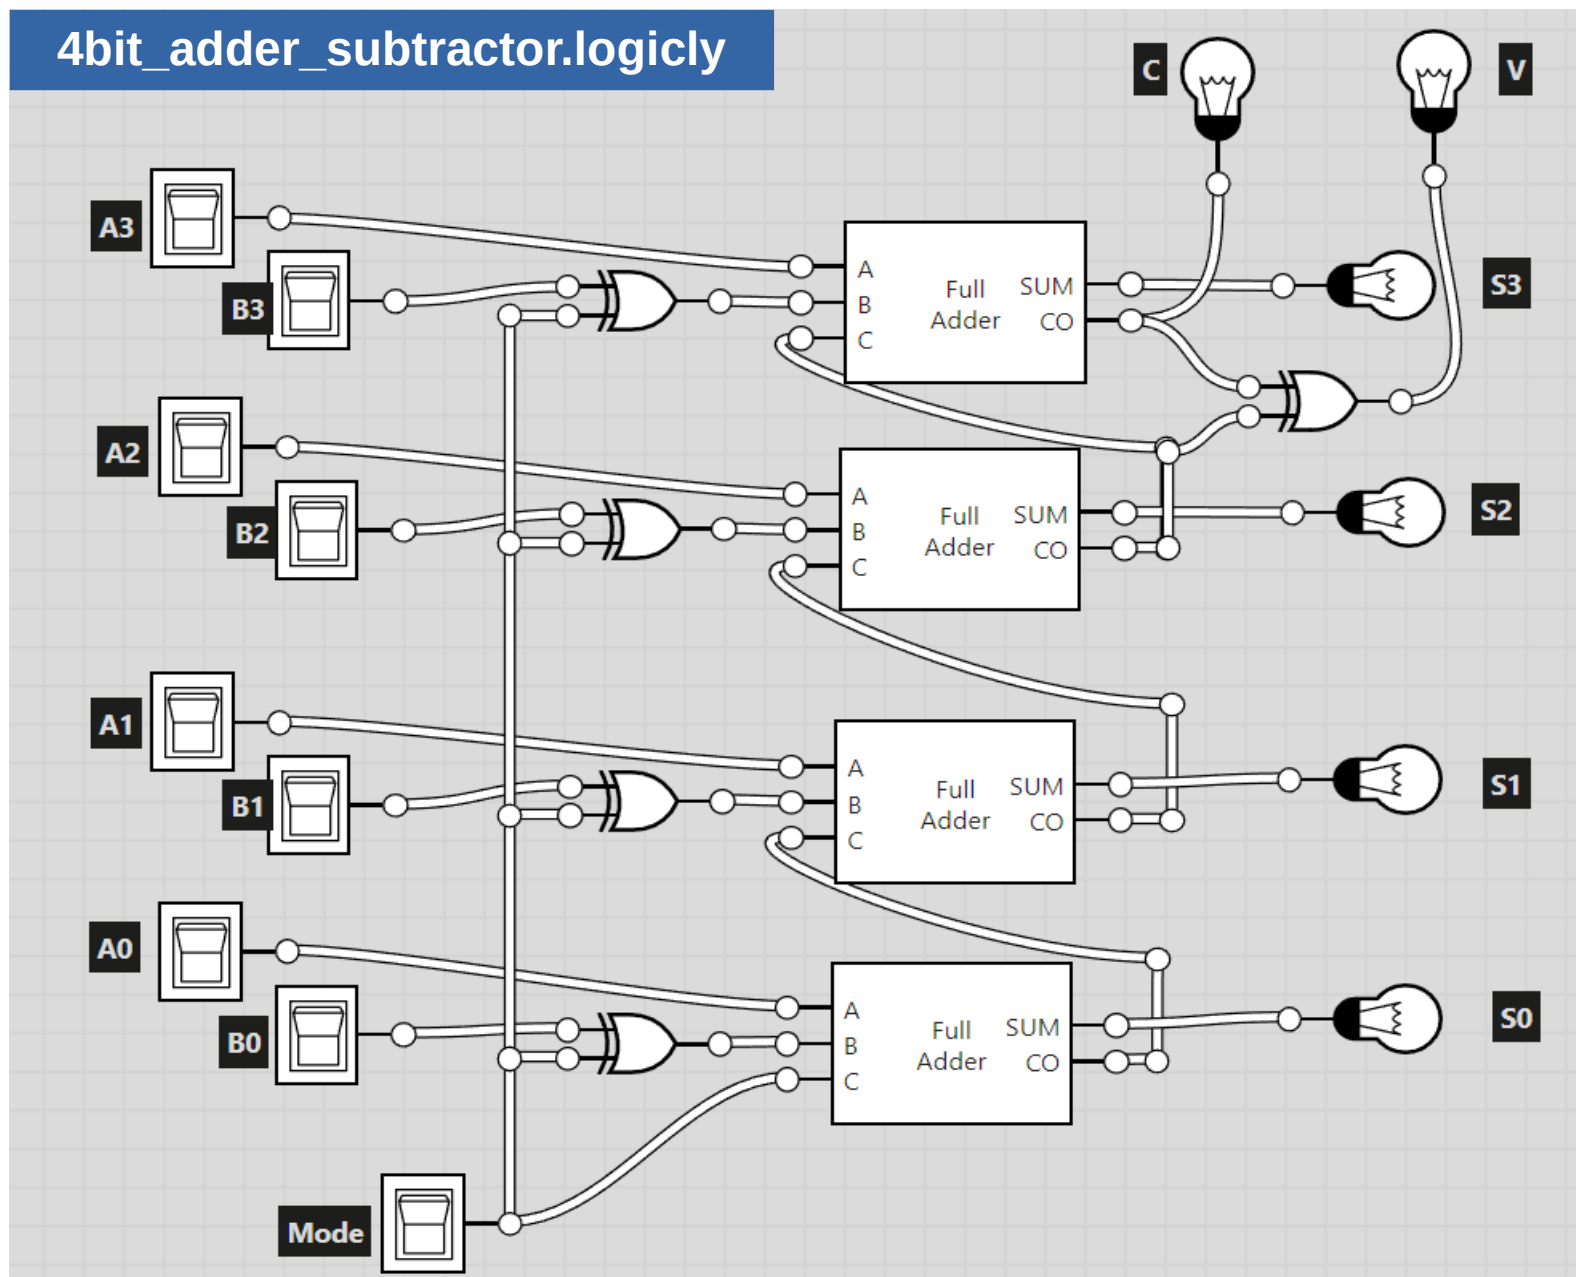 4bit_adder_subtractor.logicly
C
V
A3
B3
A
B
C
Full
Adder
SUM
CO
S3
A2
B2
A
B
C
Full
Adder
SUM
CO
S2
A1
B1
A
B
C
Full
Adder
SUM
CO
S1
A0
B0
A
B
C
Full
Adder
SUM
CO
S0
Mode